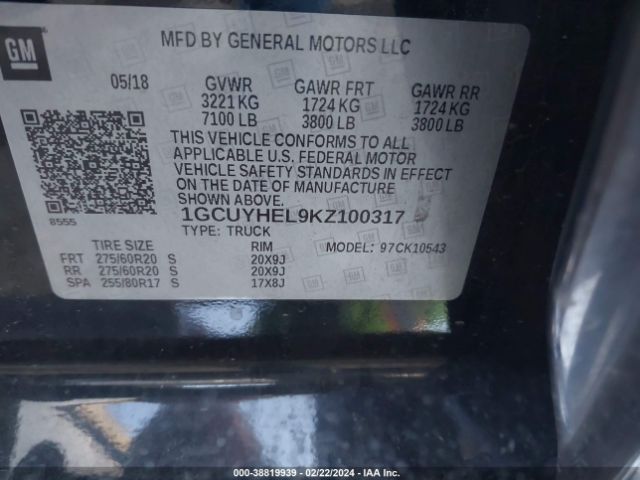 GM
MFD BY GENERAL MOTORS LLC
05/18 GVWR GAWR FRT GAWR RR
3221 KG 1724 KG 1724 KG
7100 LB 3800 LB 3800 LB
THIS VEHICLE CONFORMS TO ALL
APPLICABLE U.S. FEDERAL MOTOR
VEHICLE SAFETY STANDARDS IN EFFECT
ON THE DATE OF MANUFACTURE
SHOWN ABOVE.
8555
1GCUYHEL9KZ100317
TYPE: TRUCK
TIRE SIZE RIM MODEL: 97CK10543
FRT 275/60R20 S 20X9J
RR 275/60R20 S 20X9J
SPA 255/80R17 S 17X8J
000-38819939 - 02/22/2024 - IAA Inc.